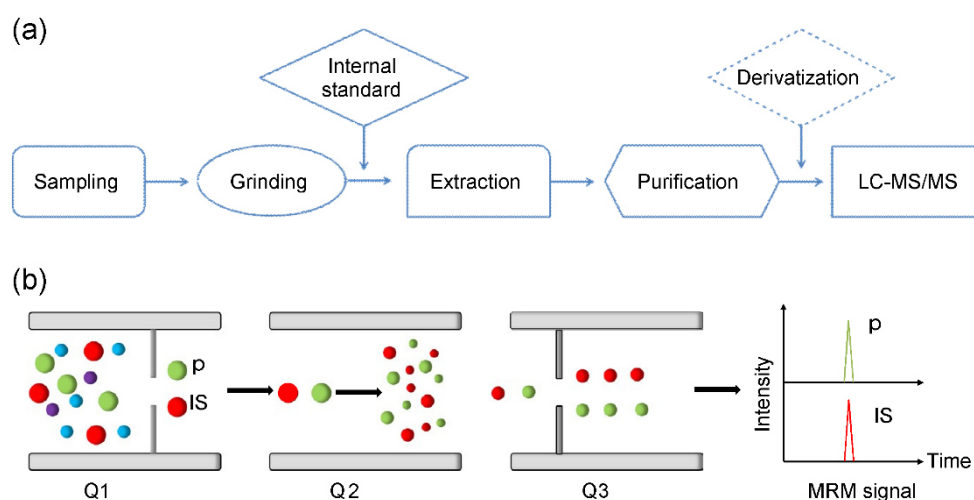 (a)
Internal
standard
Derivatization
Sampling
Grinding
Extraction
Purification
LC-MS/MS
(b)
p
IS
Q1
Q2
Q3
Intensity
p
IS
Time
MRM signal